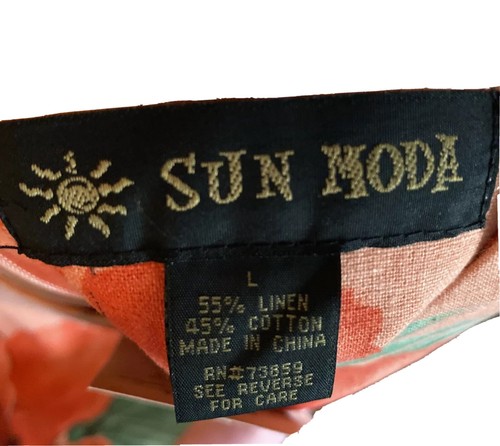 SUN MODA
L
55% LINEN
45% COTTON
MADE IN CHINA
RN#73859
SEE REVERSE
FOR CARE